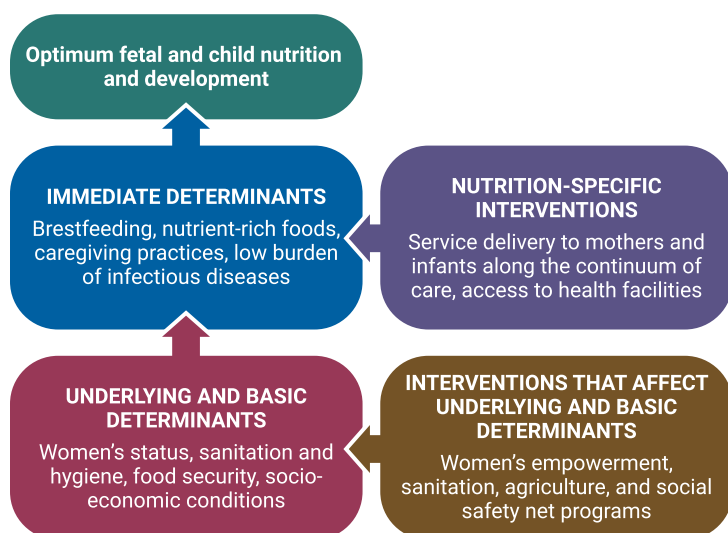 Optimum fetal and child nutrition
and development
IMMEDIATE DETERMINANTS
Brestfeeding, nutrient-rich foods,
caregiving practices, low burden
of infectious diseases
NUTRITION-SPECIFIC
INTERVENTIONS
Service delivery to mothers and
infants along the continuum of
care, access to health facilities
UNDERLYING AND BASIC
DETERMINANTS
Women’s status, sanitation and
hygiene, food security, socio-
economic conditions
INTERVENTIONS THAT AFFECT
UNDERLYING AND BASIC
DETERMINANTS
Women’s empowerment,
sanitation, agriculture, and social
safety net programs